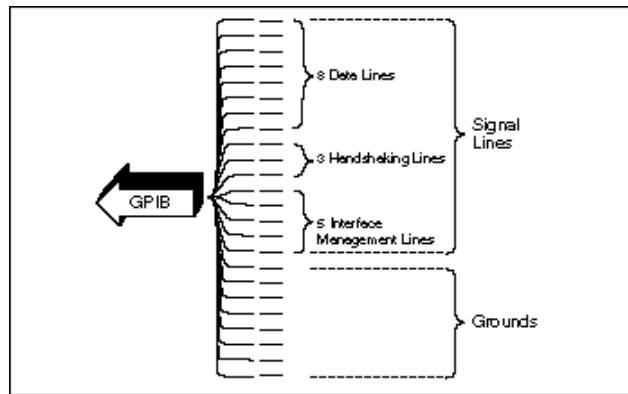 8 Data Lines
Signal
Lines
3 Handshaking Lines
GPIB
5 Interface
Management Lines
Grounds